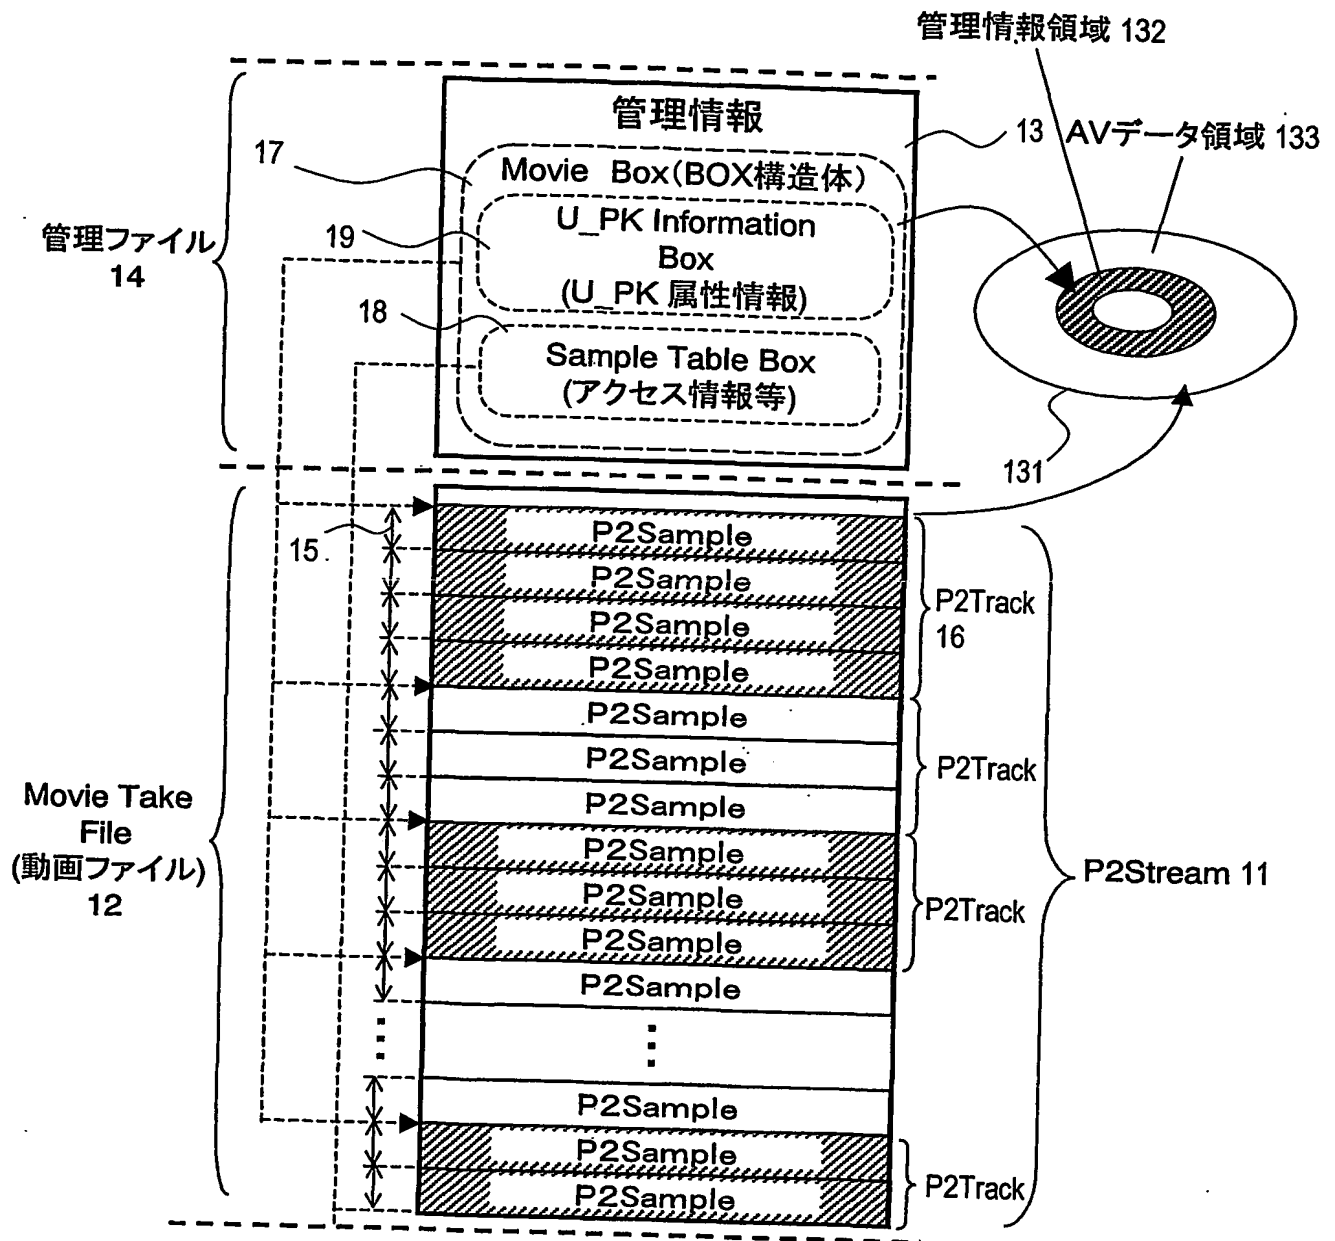 管理情報領域 132
管理情報
13
AVデータ領域 133
17
Movie Box(BOX構造体)
U_PK Information
Box
(U_PK 属性情報)
19
管理ファイル
14
18
Sample Table Box
(アクセス情報等)
131
15
P2Sample
P2Sample
P2Sample
P2Sample
P2Track
16
P2Sample
P2Sample
P2Sample
P2Track
Movie Take
File
(動画ファイル)
12
P2Sample
P2Sample
P2Sample
P2Track
P2Stream 11
P2Sample
P2Sample
P2Sample
P2Sample
P2Track